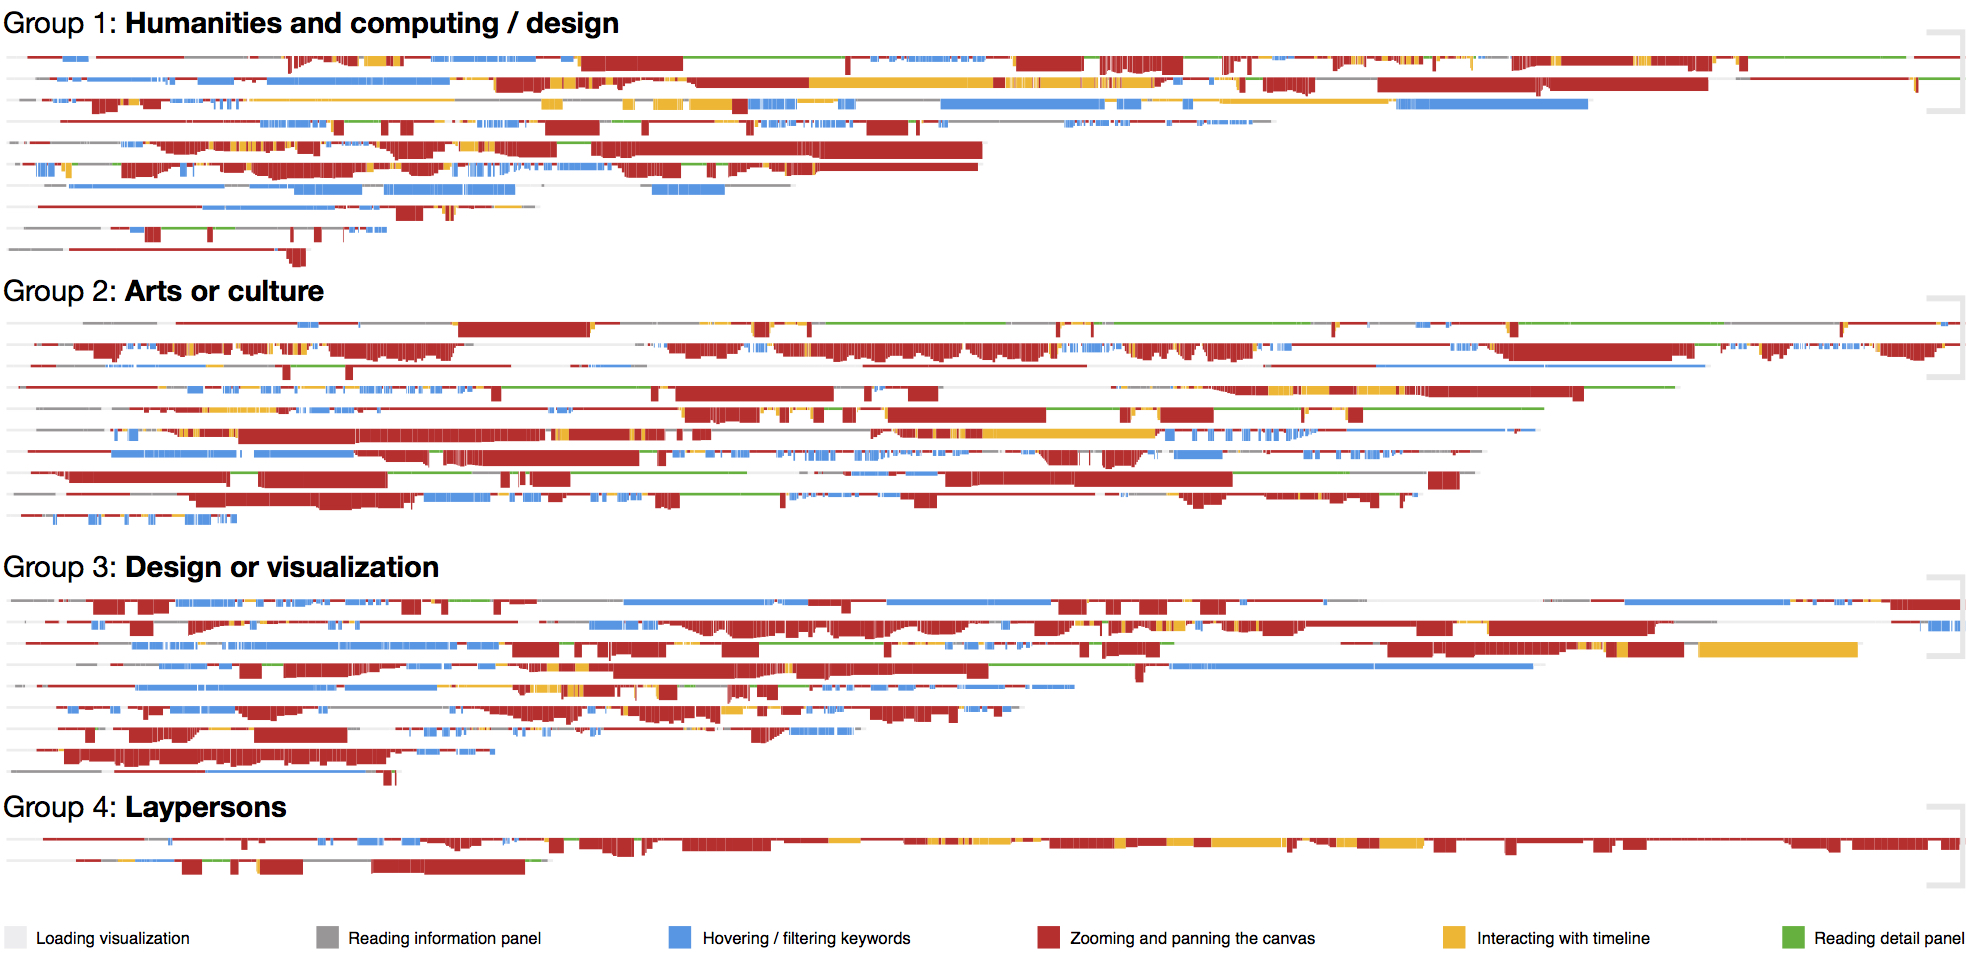 Group 1: Humanities and computing / design
Group 2: Arts or culture
Group 3: Design or visualization
Group 4: Laypersons
Loading visualization
Reading information panel
Hovering / filtering keywords
Zooming and panning the canvas
Interacting with timeline
Reading detail panel